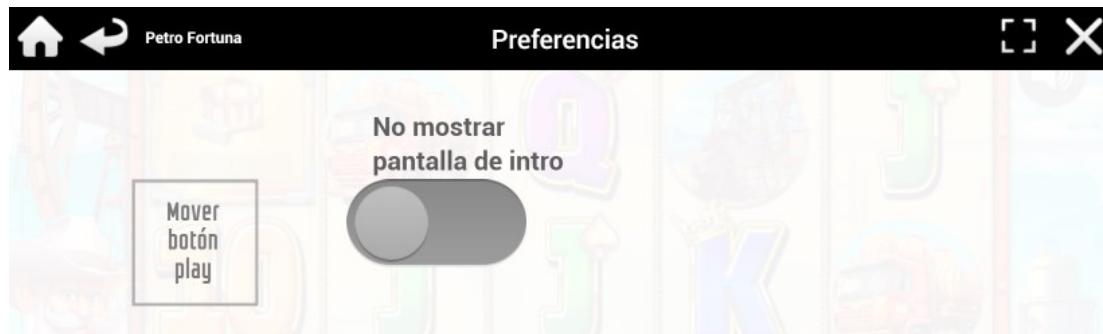 Petro Fortuna
Preferencias
No mostrar
pantalla de intro
Mover
botón
play
Q
J
J
J
K